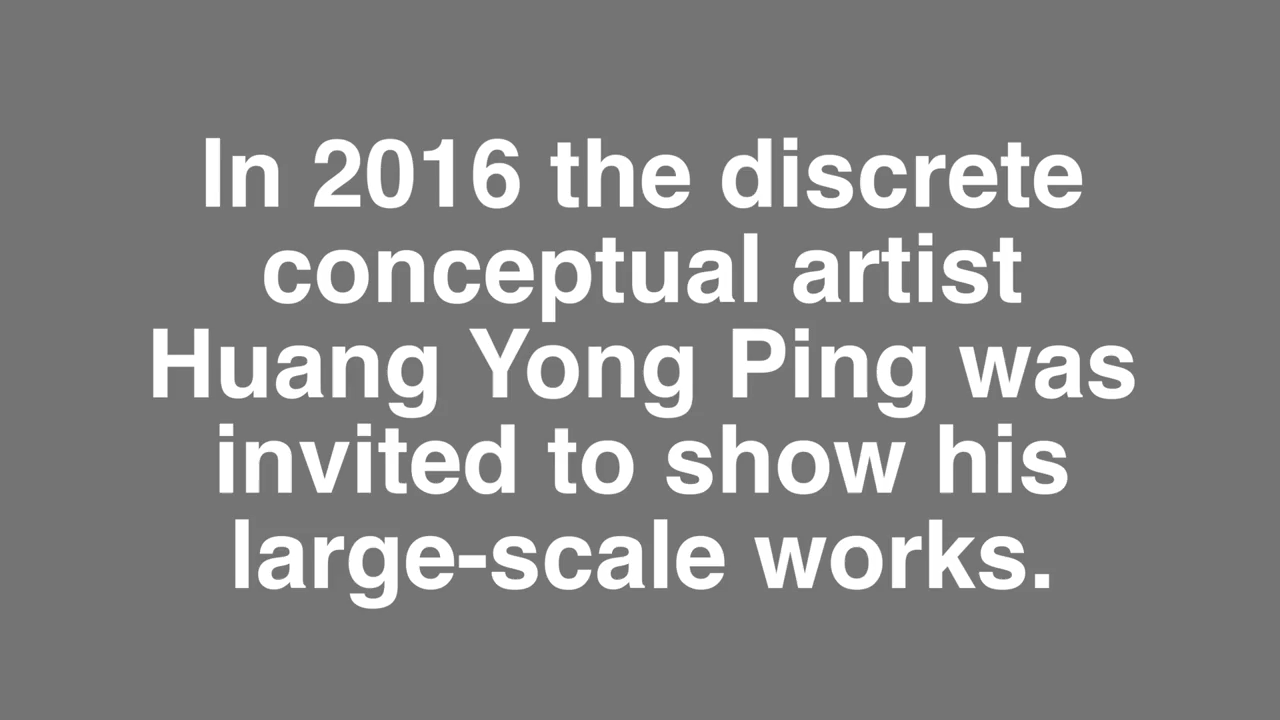 In 2016 the discrete
conceptual artist
Huang Yong Ping was
invited to show his
large-scale works.